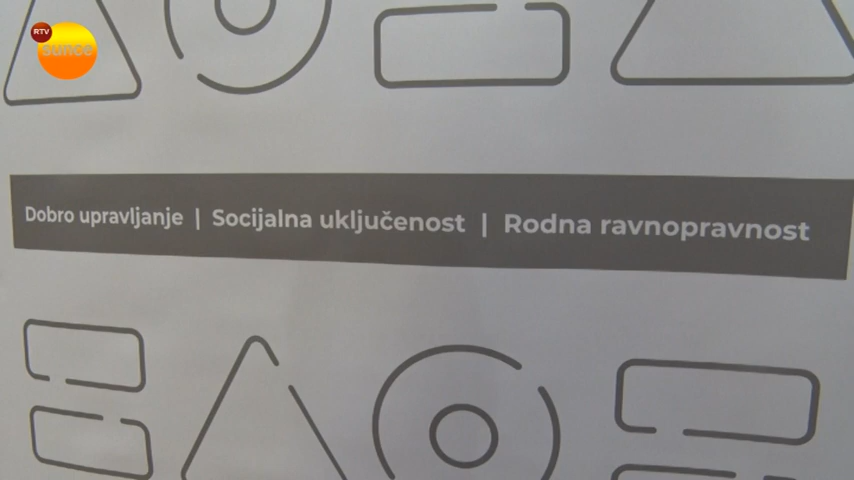 RTV
sunce
Dobro upravljanje | Socijalna uključenost | Rodna ravnopravnost